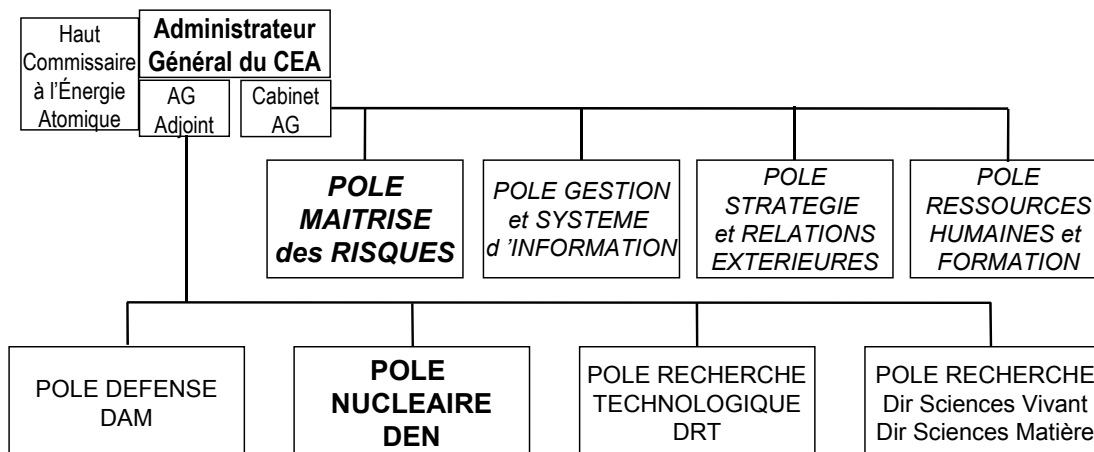 Haut
Commissaire
à l'Énergie
Atomique
Administrateur
Général du CEA
AG
Adjoint
Cabinet
AG
POLE
MAITRISE
des RISQUES
POLE GESTION
et SYSTEME
d 'INFORMATION
POLE
STRATEGIE
et RELATIONS
EXTERIEURES
POLE
RESSOURCES
HUMAINES et
FORMATION
POLE DEFENSE
DAM
POLE
NUCLEAIRE
DEN
POLE RECHERCHE
TECHNOLOGIQUE
DRT
POLE RECHERCHE
Dir Sciences Vivant
Dir Sciences Matière